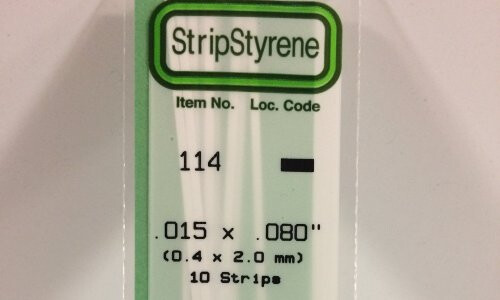 StripStyrene
Item No. Loc. Code
114
.015 x .080"
(0.4 x 2.0 mm)
10 Strips